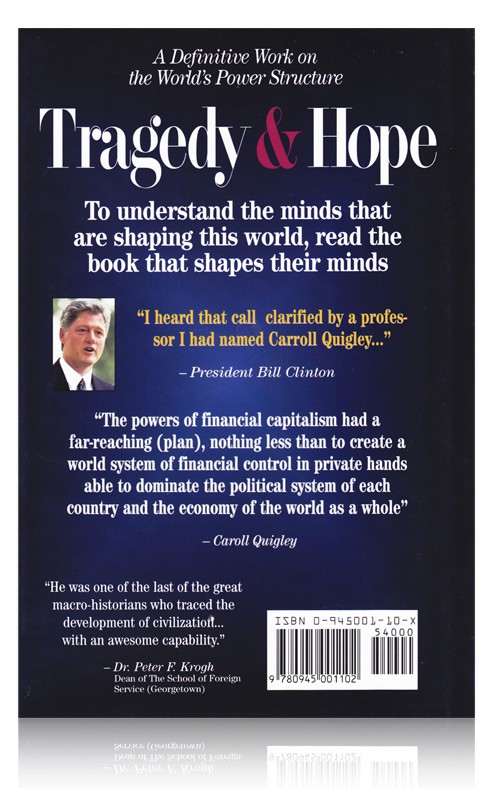 A Definitive Work on
the World's Power Structure
Tragedy & Hope
To understand the minds that
are shaping this world, read the
book that shapes their minds
"I heard that call clarified by a profes-
sor I had named Carroll Quigley..."
– President Bill Clinton
"The powers of financial capitalism had a
far-reaching (plan), nothing less than to create a
world system of financial control in private hands
able to dominate the political system of each
country and the economy of the world as a whole"
– Caroll Quigley
"He was one of the last of the great
macro-historians who traced the
development of civilization...
with an awesome capability."
– Dr. Peter F. Krogh
Dean of The School of Foreign
Service (Georgetown)
ISBN 0-945001-10-X
54000
9 780945 001102